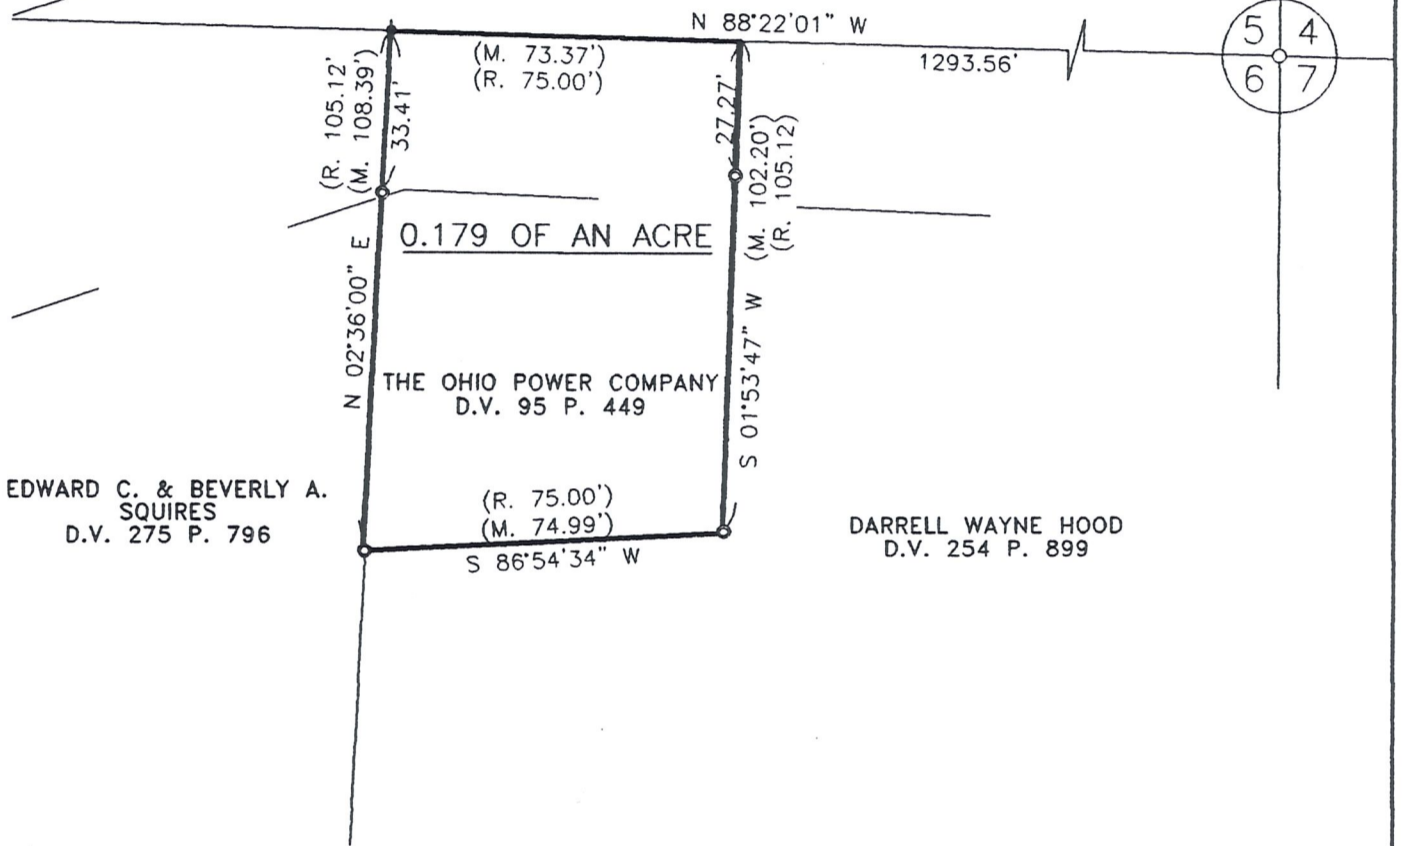 N 88°22'01" W
(M. 73.37')
(R. 75.00')
1293.56'
5 4
6 7
(R. 105.12'
(M. 108.39')
33.41'
27.27'
(M. 102.20')
(R. 105.12)
0.179 OF AN ACRE
N 02°36'00" E
S 01°53'47" W
THE OHIO POWER COMPANY
D.V. 95 P. 449
EDWARD C. & BEVERLY A.
SQUIRES
D.V. 275 P. 796
(R. 75.00')
(M. 74.99')
S 86°54'34" W
DARRELL WAYNE HOOD
D.V. 254 P. 899